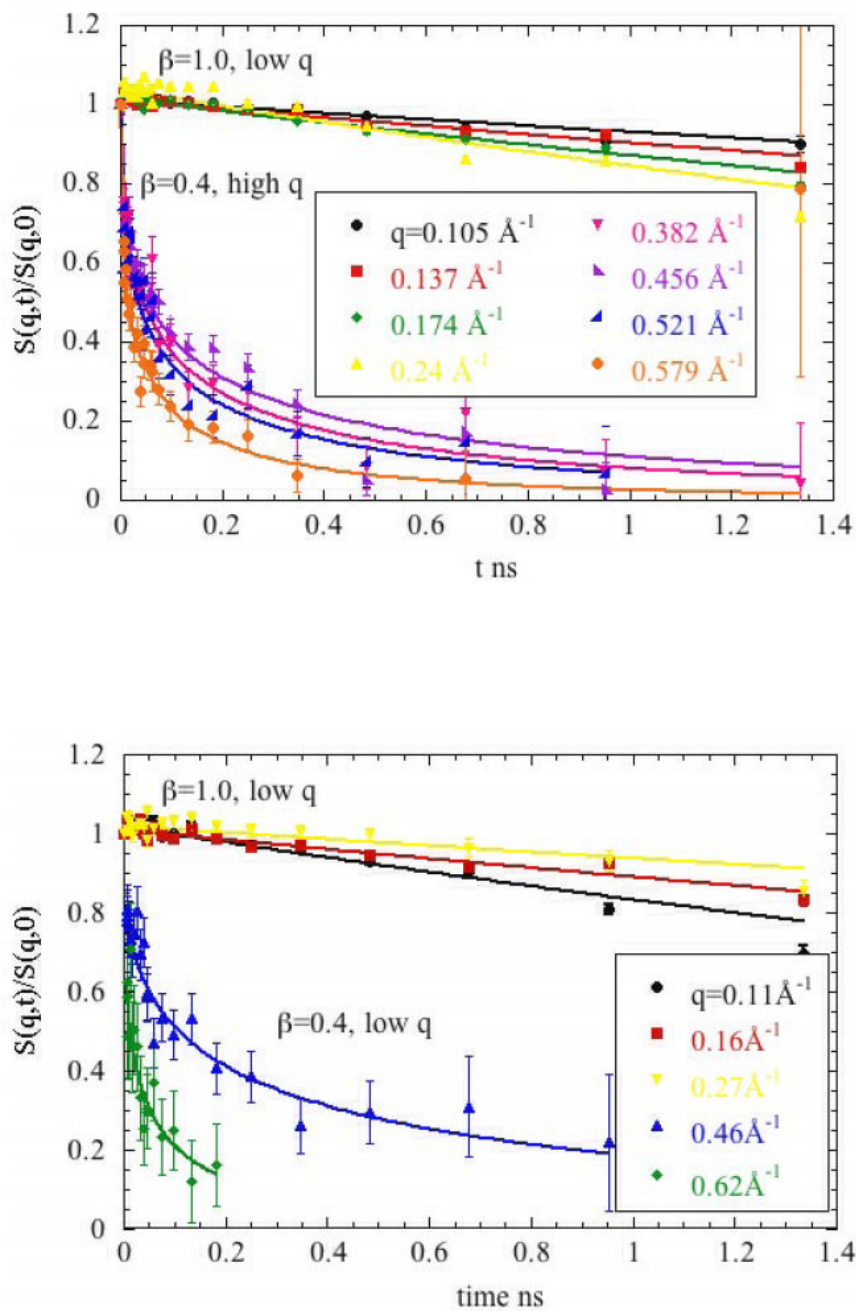 1.2
β=1.0, low q
1
0.8
β=0.4, high q
S(q,t)/S(q,0)
q=0.105 Å⁻¹
0.382 Å⁻¹
0.137 Å⁻¹
0.456 Å⁻¹
0.6
0.174 Å⁻¹
0.521 Å⁻¹
0.4
0.24 Å⁻¹
0.579 Å⁻¹
0.2
0
0 0.2 0.4 0.6 0.8 1 1.2 1.4
t ns
1.2
β=1.0, low q
1
0.8
S(q,t)/S(q,0)
q=0.11Å⁻¹
0.6
β=0.4, low q
0.16Å⁻¹
0.27Å⁻¹
0.4
0.46Å⁻¹
0.2
0.62Å⁻¹
0
0 0.2 0.4 0.6 0.8 1 1.2 1.4
time ns